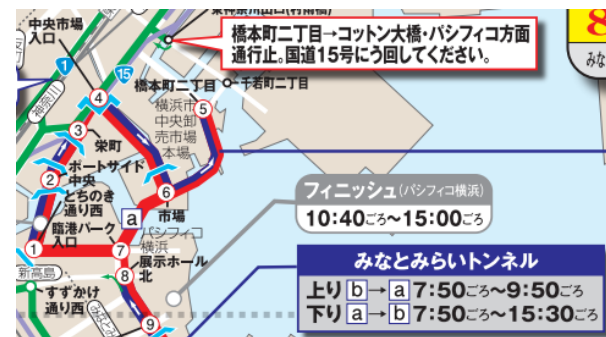 中央市場
入口
橋本町二丁目→コットン大橋・パシフィコ方面
通行止。国道15号にう回してください。
8
みな
1
15
神奈川
橋本町二丁目
千若町二丁目
4
5
横浜市
中央卸
売市場
本場
3
栄町
ポートサイド
中央
2
とちのき
通り西
6
市場
フィニッシュ(パシフィコ横浜)
10:40ごろ~15:00ごろ
a
臨港パーク
入口
パシフィコ
横浜
1
7
展示ホール
北
8
新高島
すずかけ
通り西
みなとみらいトンネル
上り b→a 7:50ごろ~9:50ごろ
下り a→b 7:50ごろ~15:30ごろ
9